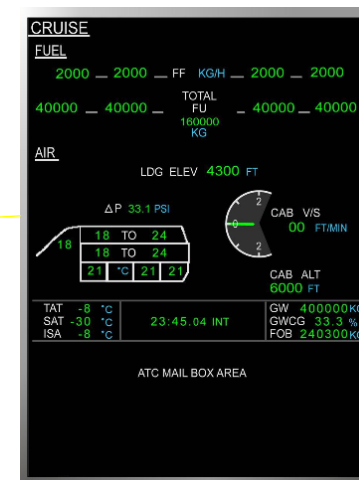 CRUISE
FUEL
2000 2000 FF KG/H 2000 2000
TOTAL
40000 40000 FU 40000 40000
160000
KG
AIR
LDG ELEV 4300 FT
ΔP 33.1 PSI
2
0
2
CAB V/S
00 FT/MIN
18 TO 24
18
18 TO 24
21 °C 21 21
CAB ALT
6000 FT
TAT -8 °C
SAT -30 °C
ISA -8 °C
23:45.04 INT
GW 400000KG
GWCG 33.3 %
FOB 240300KG
ATC MAIL BOX AREA